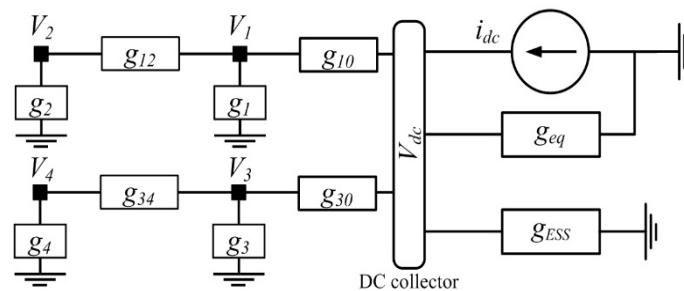 V2 V1 idc
g12 g10
g2 g1 Vdc geq
V4 V3
g34 g30
g4 g3 gESS
DC collector